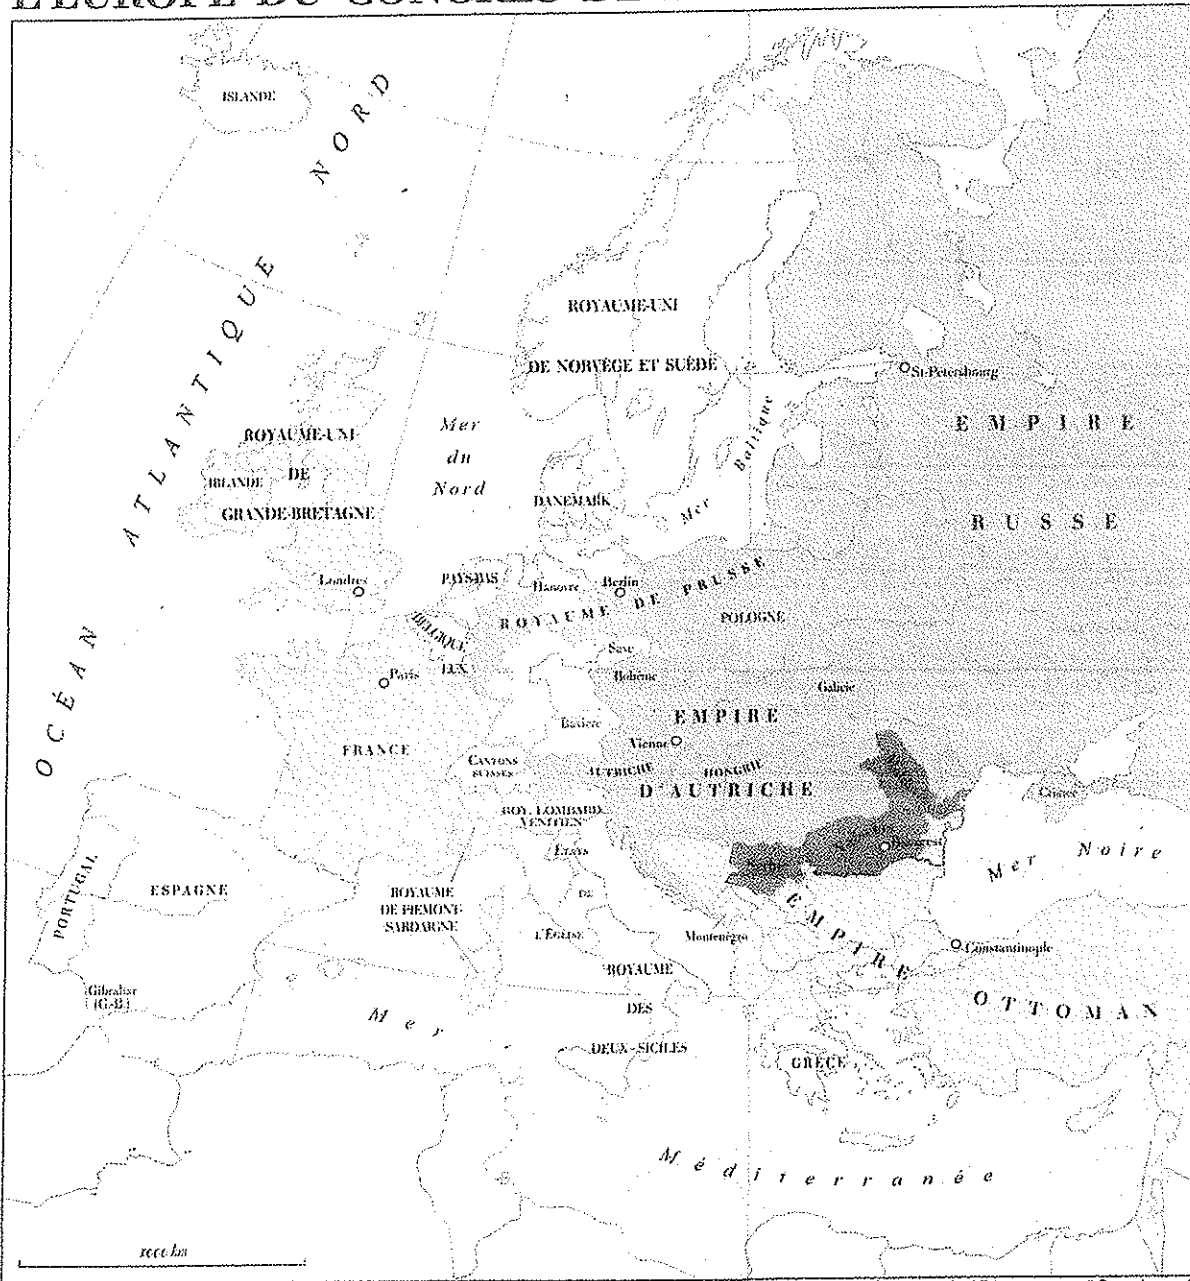 L'EUROPE DU CONGRÈS DE
ISLANDE
OCÉAN ATLANTIQUE NORD
ROYAUME-UNI
DE NORVÈGE ET SUÈDE
St-Petersbourg
EMPIRE
RUSSE
Mer
du
Nord
Mer Baltique
ROYAUME-UNI
IRLANDE
DE
GRANDE-BRETAGNE
DANEMARK
Londres
PAYS-BAS
Hanovre
Berlin
ROYAUME DE PRUSSE
POLOGNE
BELGIQUE
LUX.
Saxe
Paris
Bohême
Galicie
Bavière
EMPIRE
Vienne
FRANCE
CANTONS
SUISSES
AUTRICHE
HONGRIE
D'AUTRICHE
Crimée
ROY. LOMBARD
VÉNITIEN
Bucarest
Mer Noire
ÉTATS
DE
L'ÉGLISE
Serbie
PORTUGAL
ESPAGNE
ROYAUME
DE PIÉMONT-
SARDAIGNE
Montenégro
EMPIRE
OTTOMAN
Constantinople
Gibraltar
(G.-B.)
ROYAUME
DES
DEUX-SICILES
GRÈCE
Mer
Méditerranée
1000 km